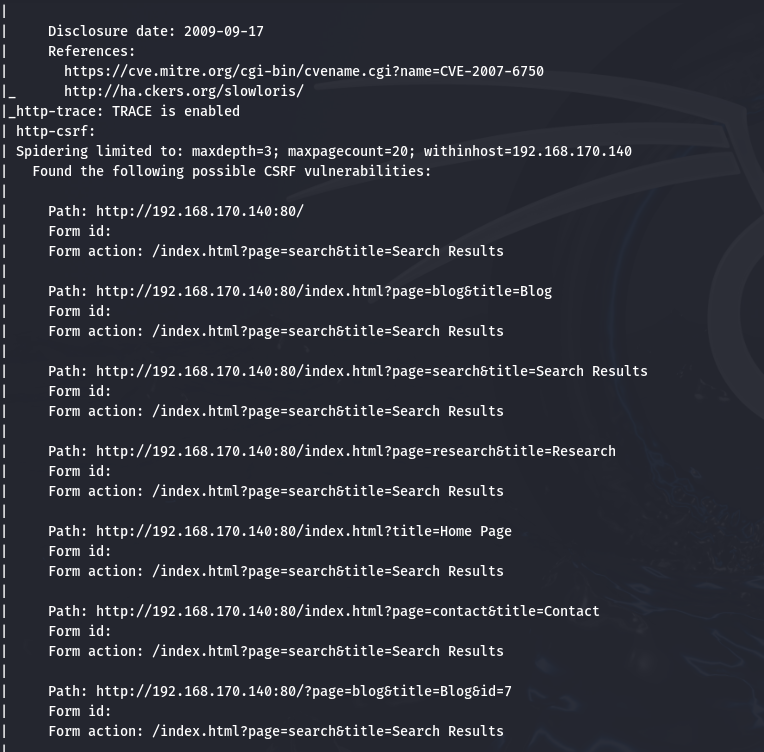 |
|     Disclosure date: 2009-09-17
|     References:
|       https://cve.mitre.org/cgi-bin/cvename.cgi?name=CVE-2007-6750
|_      http://ha.ckers.org/slowloris/
|_http-trace: TRACE is enabled
| http-csrf:
| Spidering limited to: maxdepth=3; maxpagecount=20; withinhost=192.168.170.140
|   Found the following possible CSRF vulnerabilities:
|
|     Path: http://192.168.170.140:80/
|     Form id:
|     Form action: /index.html?page=search&title=Search Results
|
|     Path: http://192.168.170.140:80/index.html?page=blog&title=Blog
|     Form id:
|     Form action: /index.html?page=search&title=Search Results
|
|     Path: http://192.168.170.140:80/index.html?page=search&title=Search Results
|     Form id:
|     Form action: /index.html?page=search&title=Search Results
|
|     Path: http://192.168.170.140:80/index.html?page=research&title=Research
|     Form id:
|     Form action: /index.html?page=search&title=Search Results
|
|     Path: http://192.168.170.140:80/index.html?title=Home Page
|     Form id:
|     Form action: /index.html?page=search&title=Search Results
|
|     Path: http://192.168.170.140:80/index.html?page=contact&title=Contact
|     Form id:
|     Form action: /index.html?page=search&title=Search Results
|
|     Path: http://192.168.170.140:80/?page=blog&title=Blog&id=7
|     Form id:
|     Form action: /index.html?page=search&title=Search Results
|